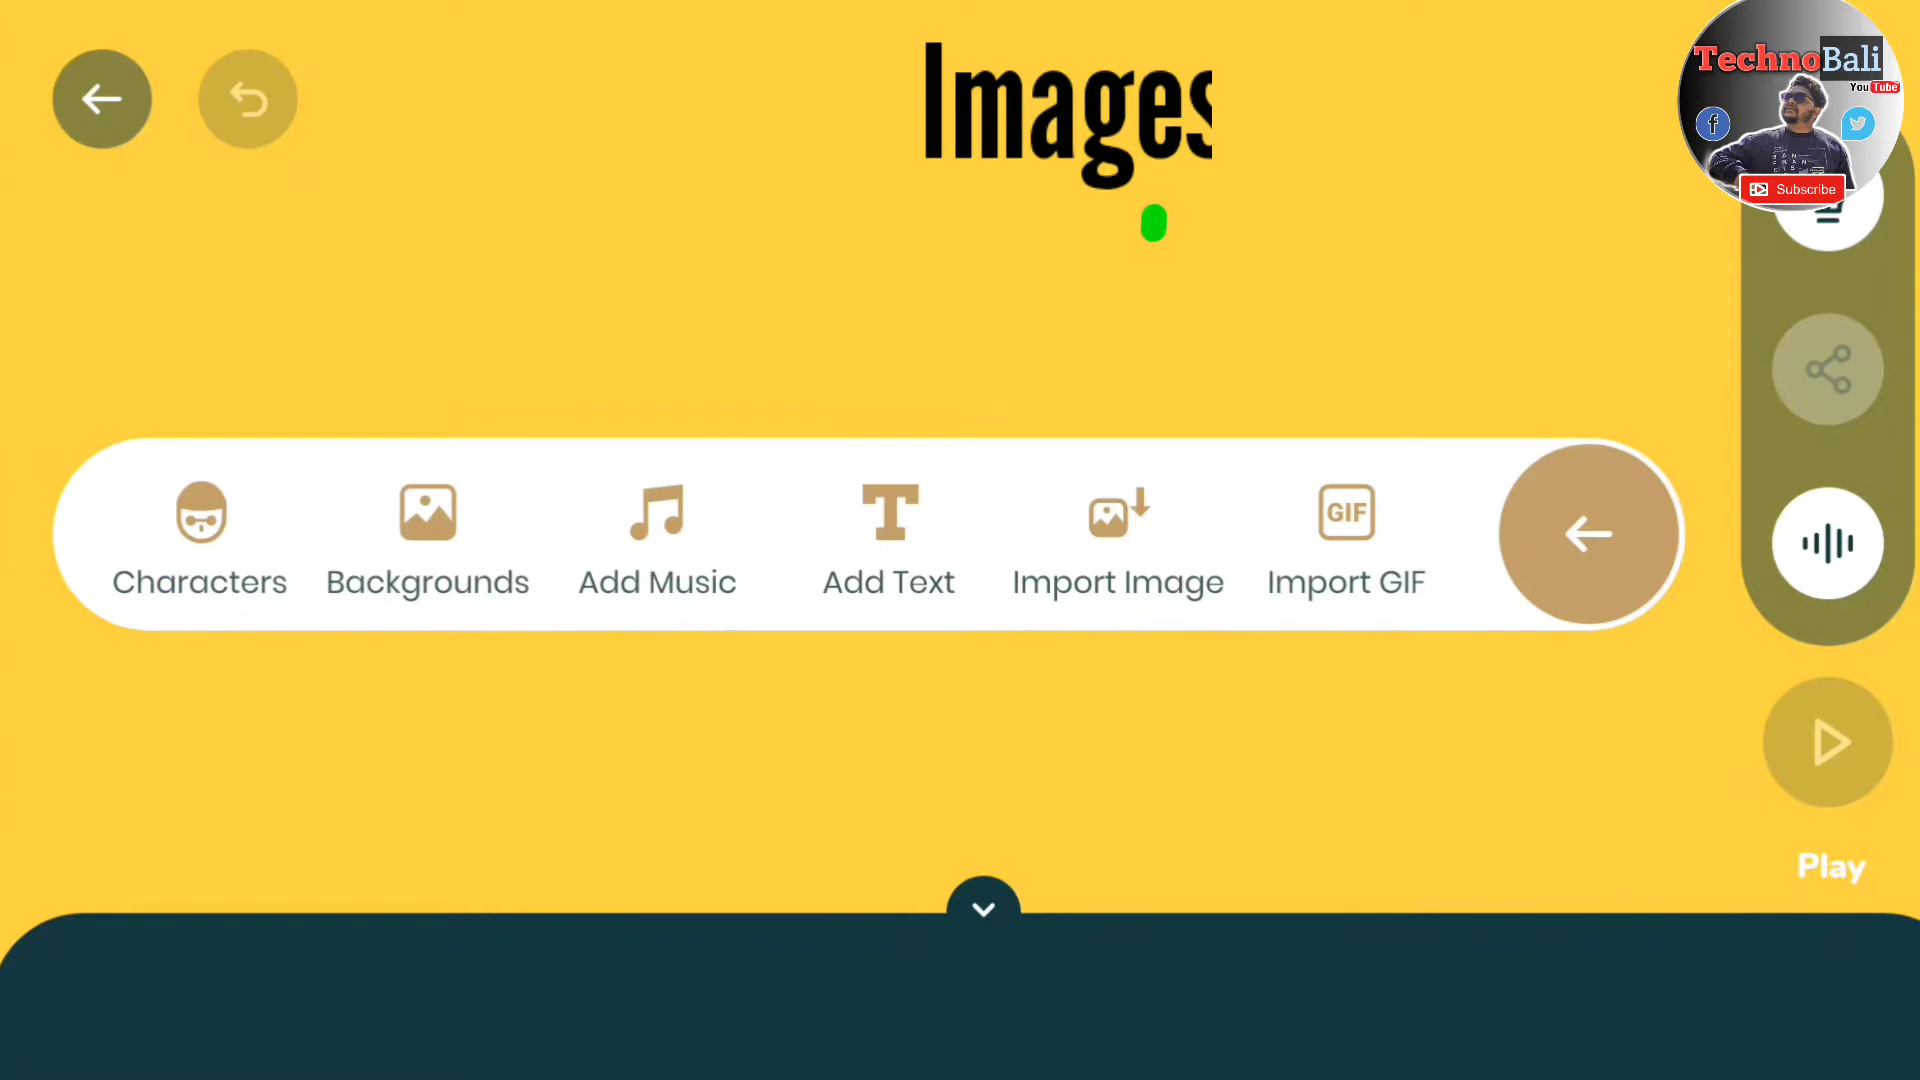 Images
TechnoBali
YouTube
Subscribe
Characters
Backgrounds
Add Music
Add Text
Import Image
GIF
Import GIF
Play